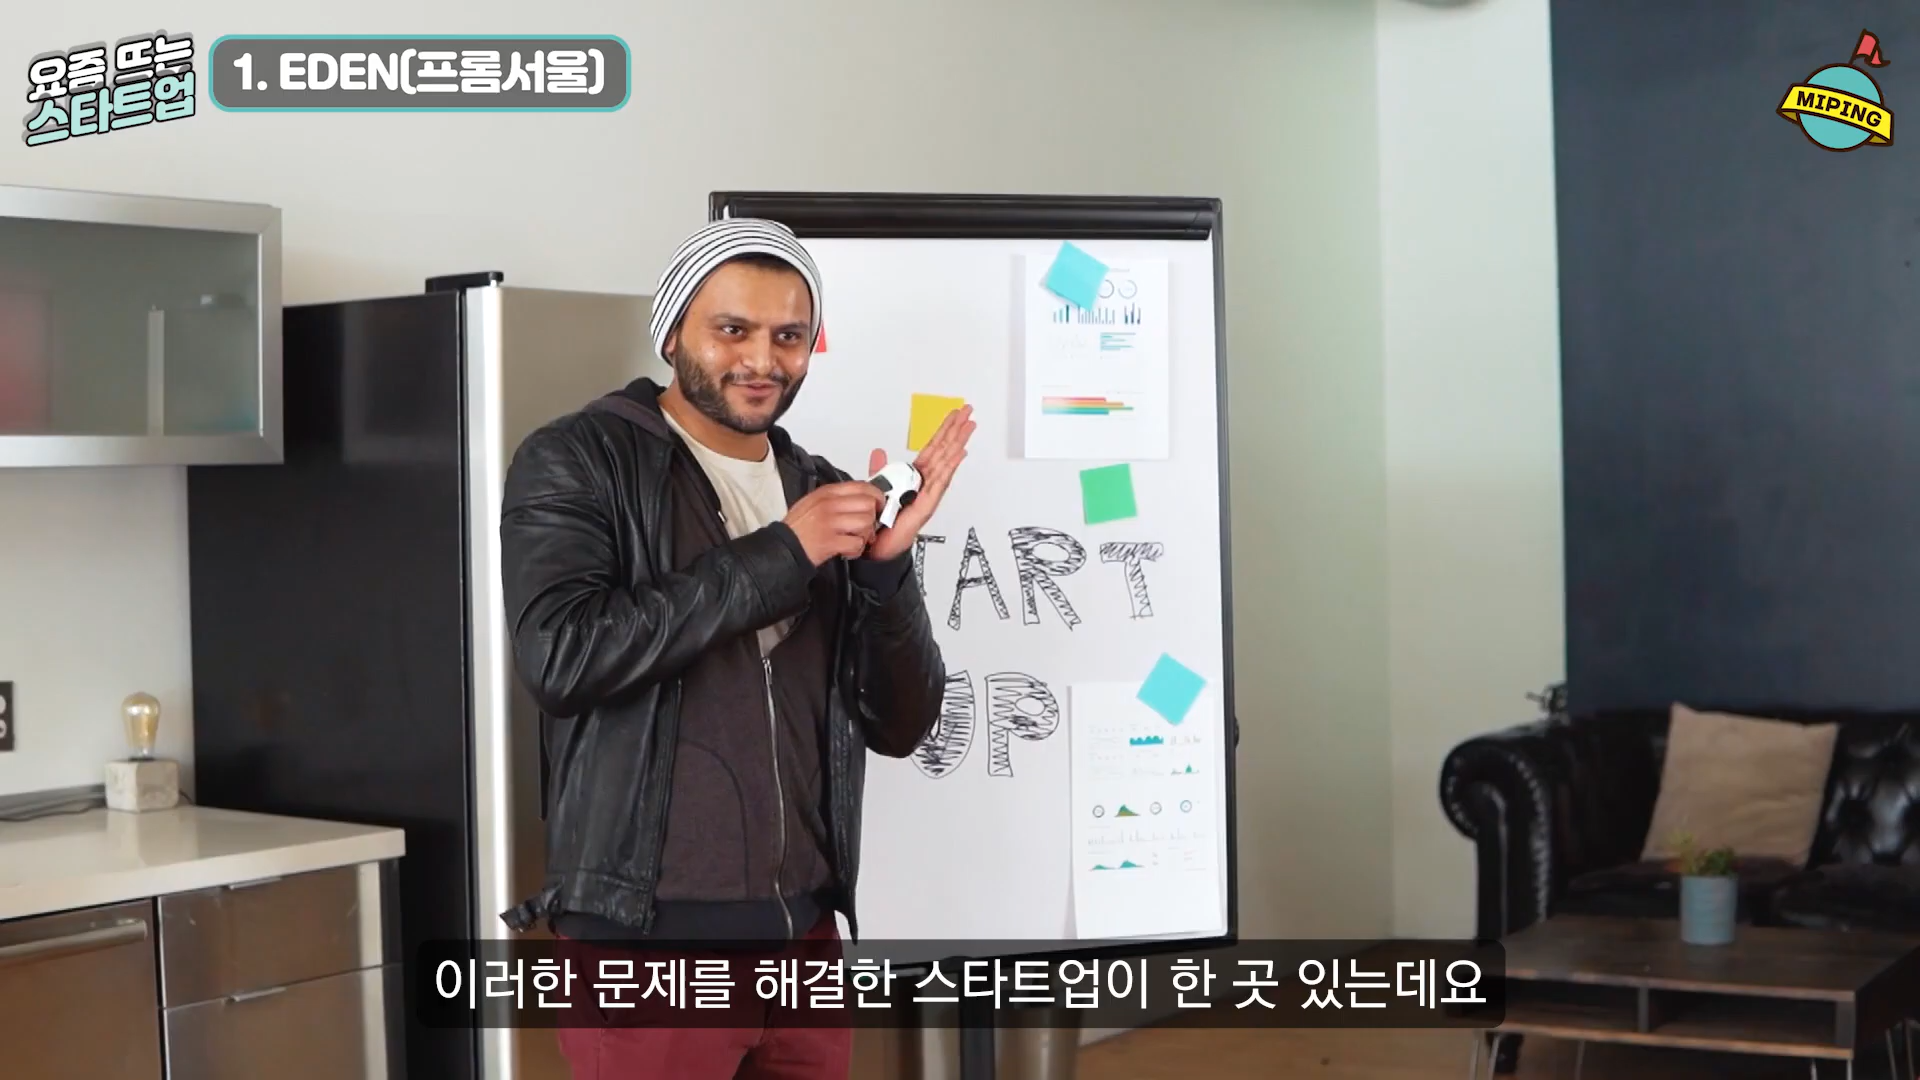 요즘 뜨는
스타트업
1. EDEN(프롬서울)
MIPING
TART
UP
이러한 문제를 해결한 스타트업이 한 곳 있는데요